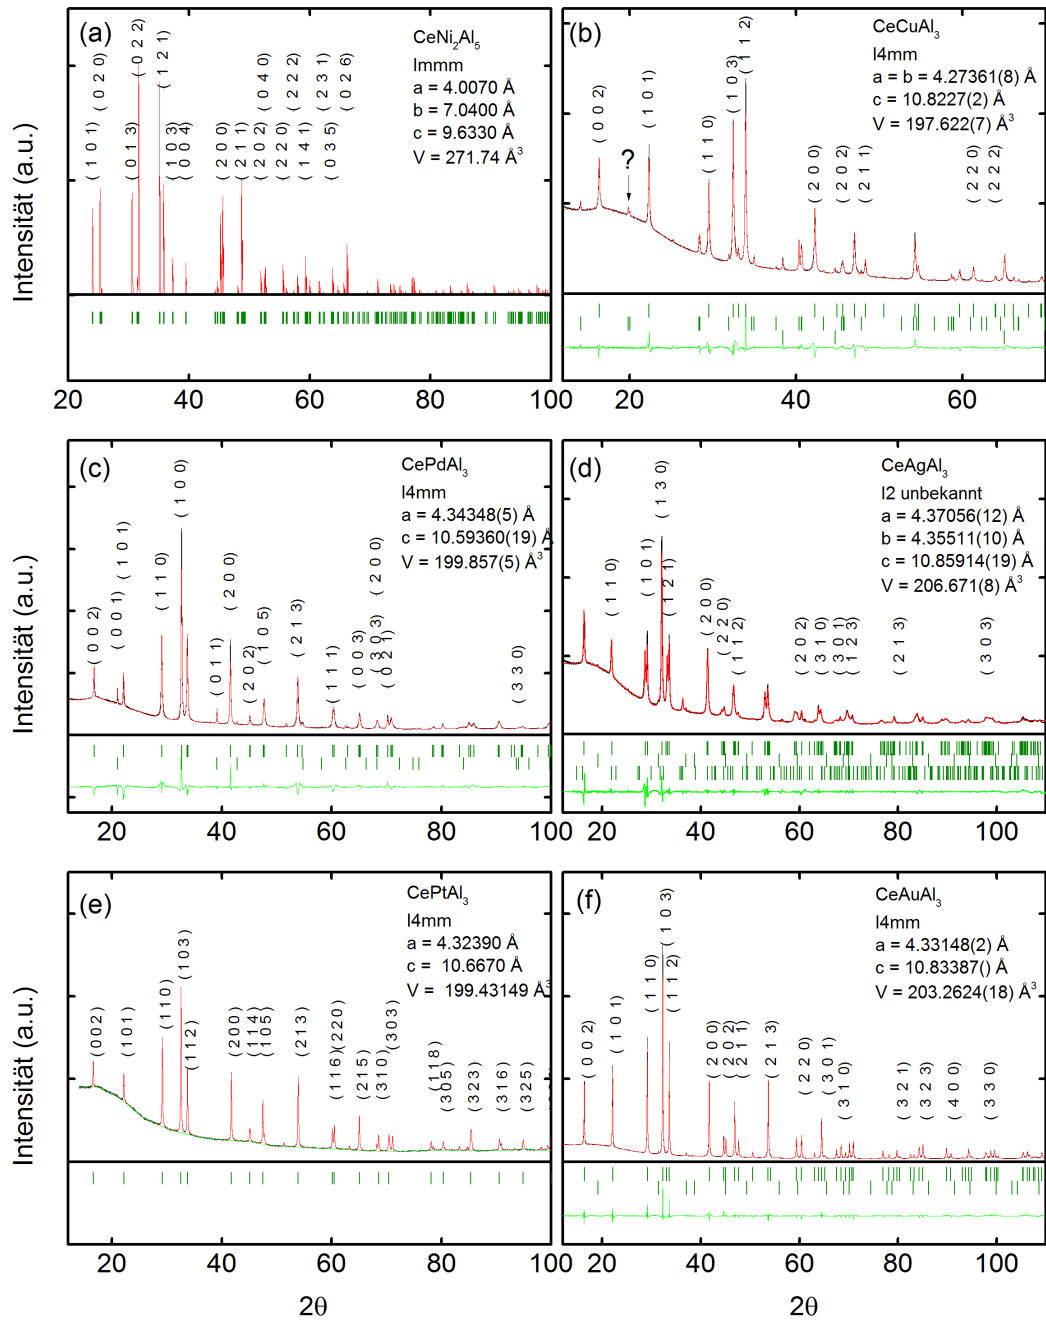 (a)
CeNi₂Al₅
Immm
a = 4.0070 Å
b = 7.0400 Å
c = 9.6330 Å
V = 271.74 Å³
( 1 0 1 )
( 0 2 0 )
( 0 1 3 )
( 0 2 2 )
( 1 2 1 )
( 1 0 3 )
( 0 0 4 )
( 2 0 0 )
( 2 1 1 )
( 2 0 2 )
( 0 4 0 )
( 2 2 0 )
( 2 2 2 )
( 1 4 1 )
( 2 3 1 )
( 0 3 5 )
( 0 2 6 )
Intensität (a.u.)
20 40 60 80 100
(b)
CeCuAl₃
I4mm
a = b = 4.27361(8) Å
c = 10.8227(2) Å
V = 197.622(7) Å³
( 0 0 2 )
?
( 1 0 1 )
( 1 1 0 )
( 1 0 3 )
( 1 1 2 )
( 2 0 0 )
( 2 0 2 )
( 2 1 1 )
( 2 2 0 )
( 2 2 2 )
20 40 60
(c)
CePdAl₃
I4mm
a = 4.34348(5) Å
c = 10.59360(19) Å
V = 199.857(5) Å³
( 0 0 2 )
( 0 0 1 )
( 1 0 1 )
( 1 1 0 )
( 1 0 0 )
( 0 1 1 )
( 2 0 0 )
( 2 0 2 )
( 1 0 5 )
( 2 1 3 )
( 1 1 1 )
( 0 0 3 )
( 3 0 3 )
( 2 0 0 )
( 0 2 1 )
( 3 3 0 )
Intensität (a.u.)
20 40 60 80 100
(d)
CeAgAl₃
I2 unbekannt
a = 4.37056(12) Å
b = 4.35511(10) Å
c = 10.85914(19) Å
V = 206.671(8) Å³
( 1 1 0 )
( 1 0 1 )
( 1 3 0 )
( 1 2 1 )
( 2 0 0 )
( 2 2 0 )
( 1 1 2 )
( 2 0 2 )
( 3 1 0 )
( 3 0 1 )
( 1 2 3 )
( 2 1 3 )
( 3 0 3 )
20 40 60 80 100
(e)
CePtAl₃
I4mm
a = 4.32390 Å
c = 10.6670 Å
V = 199.43149 Å³
(002)
(101)
(110)
(103)
(112)
(200)
(114)
(105)
(213)
(116)
(220)
(215)
(310)
(303)
(118)
(305)
(323)
(316)
(325)
Intensität (a.u.)
20 40 60 80 100
2θ
(f)
CeAuAl₃
I4mm
a = 4.33148(2) Å
c = 10.83387() Å
V = 203.2624(18) Å³
( 0 0 2 )
( 1 0 1 )
( 1 1 0 )
( 1 0 3 )
( 1 1 2 )
( 2 0 0 )
( 2 0 2 )
( 2 1 1 )
( 2 1 3 )
( 2 2 0 )
( 3 0 1 )
( 3 1 0 )
( 3 2 1 )
( 3 2 3 )
( 4 0 0 )
( 3 3 0 )
20 40 60 80 100
2θ